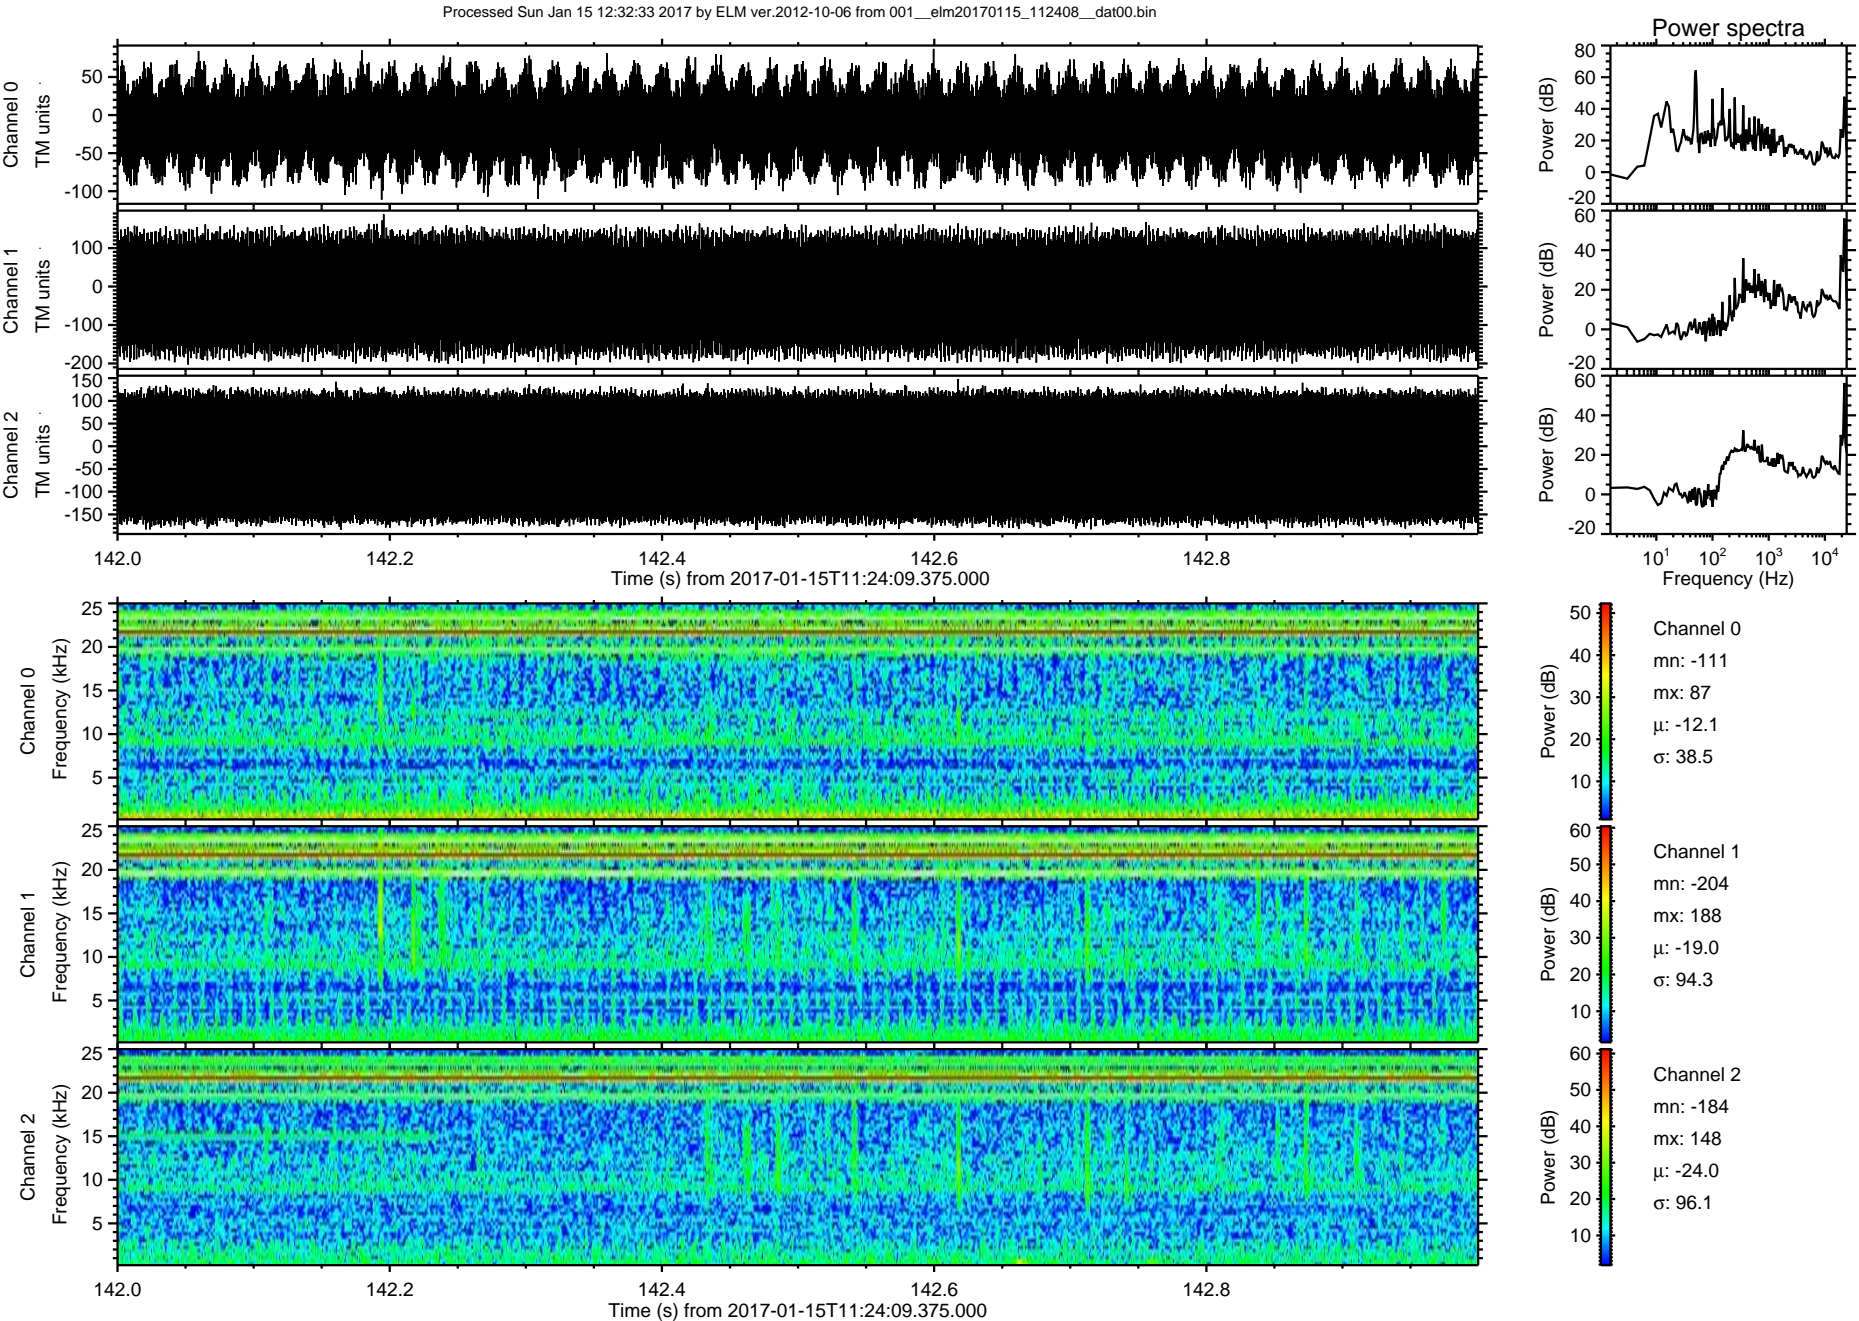 Processed Sun Jan 15 12:32:33 2017 by ELM ver.2012-10-06 from 001__elm20170115_112408__dat00.bin
Power spectra
Channel 0
TM units
50
0
-50
-100
Power (dB)
80
60
40
20
0
-20
Channel 1
TM units
100
0
-100
-200
Power (dB)
60
40
20
0
-20
Channel 2
TM units
150
100
50
0
-50
-100
-150
Power (dB)
60
40
20
0
-20
142.0 142.2 142.4 142.6 142.8
Time (s) from 2017-01-15T11:24:09.375.000
10^1 10^2 10^3 10^4
Frequency (Hz)
Channel 0
Frequency (kHz)
25
20
15
10
5
Power (dB)
50
40
30
20
10
Channel 0
mn: -111
mx: 87
μ: -12.1
σ: 38.5
Channel 1
Frequency (kHz)
25
20
15
10
5
Power (dB)
60
50
40
30
20
10
Channel 1
mn: -204
mx: 188
μ: -19.0
σ: 94.3
Channel 2
Frequency (kHz)
25
20
15
10
5
Power (dB)
60
50
40
30
20
10
Channel 2
mn: -184
mx: 148
μ: -24.0
σ: 96.1
142.0 142.2 142.4 142.6 142.8
Time (s) from 2017-01-15T11:24:09.375.000